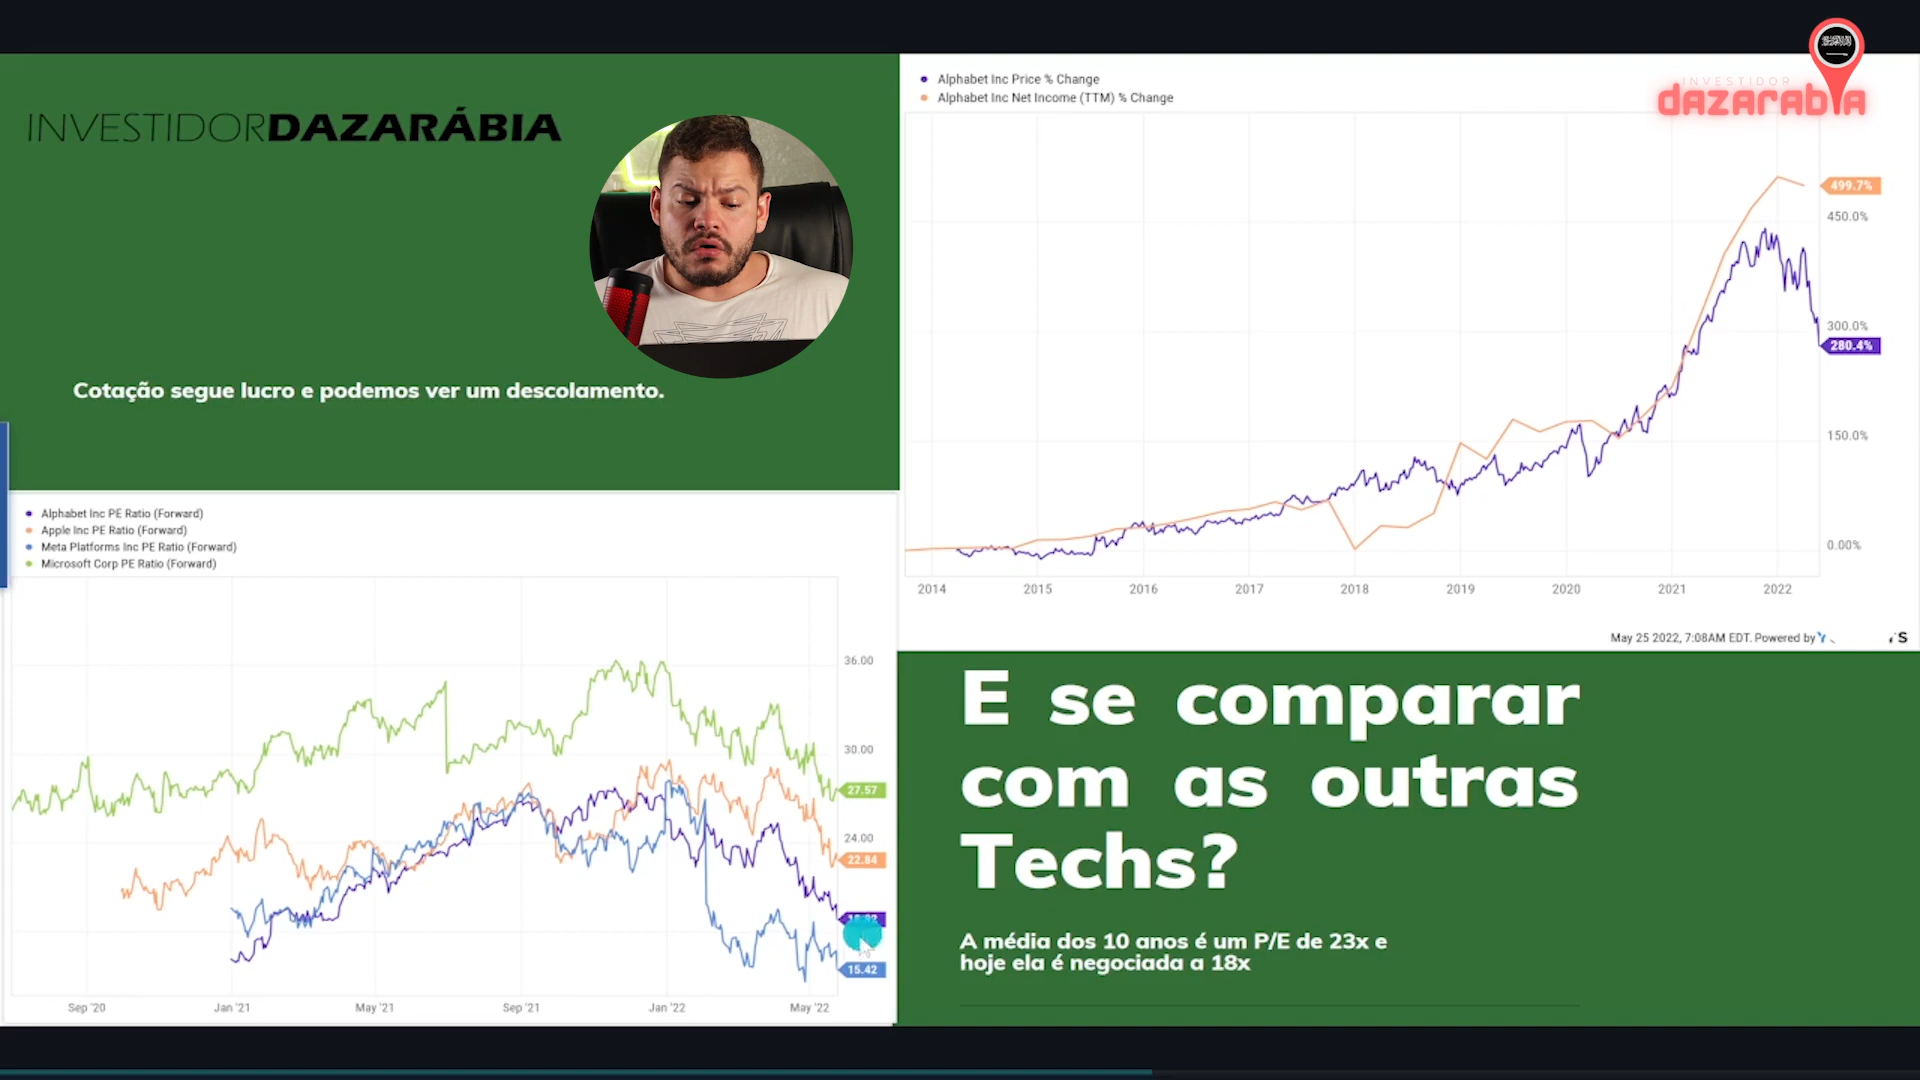 INVESTIDORDAZARÁBIA
Cotação segue lucro e podemos ver um descolamento.
Alphabet Inc Price % Change
Alphabet Inc Net Income (TTM) % Change
INVESTIDOR
dazarabia
499.7%
450.0%
300.0%
280.4%
150.0%
0.00%
2014 2015 2016 2017 2018 2019 2020 2021 2022
May 25 2022, 7:08AM EDT. Powered by
Alphabet Inc PE Ratio (Forward)
Apple Inc PE Ratio (Forward)
Meta Platforms Inc PE Ratio (Forward)
Microsoft Corp PE Ratio (Forward)
36.00
30.00
27.57
24.00
22.84
15.42
Sep '20 Jan '21 May '21 Sep '21 Jan '22 May '22
E se comparar
com as outras
Techs?
A média dos 10 anos é um P/E de 23x e
hoje ela é negociada a 18x